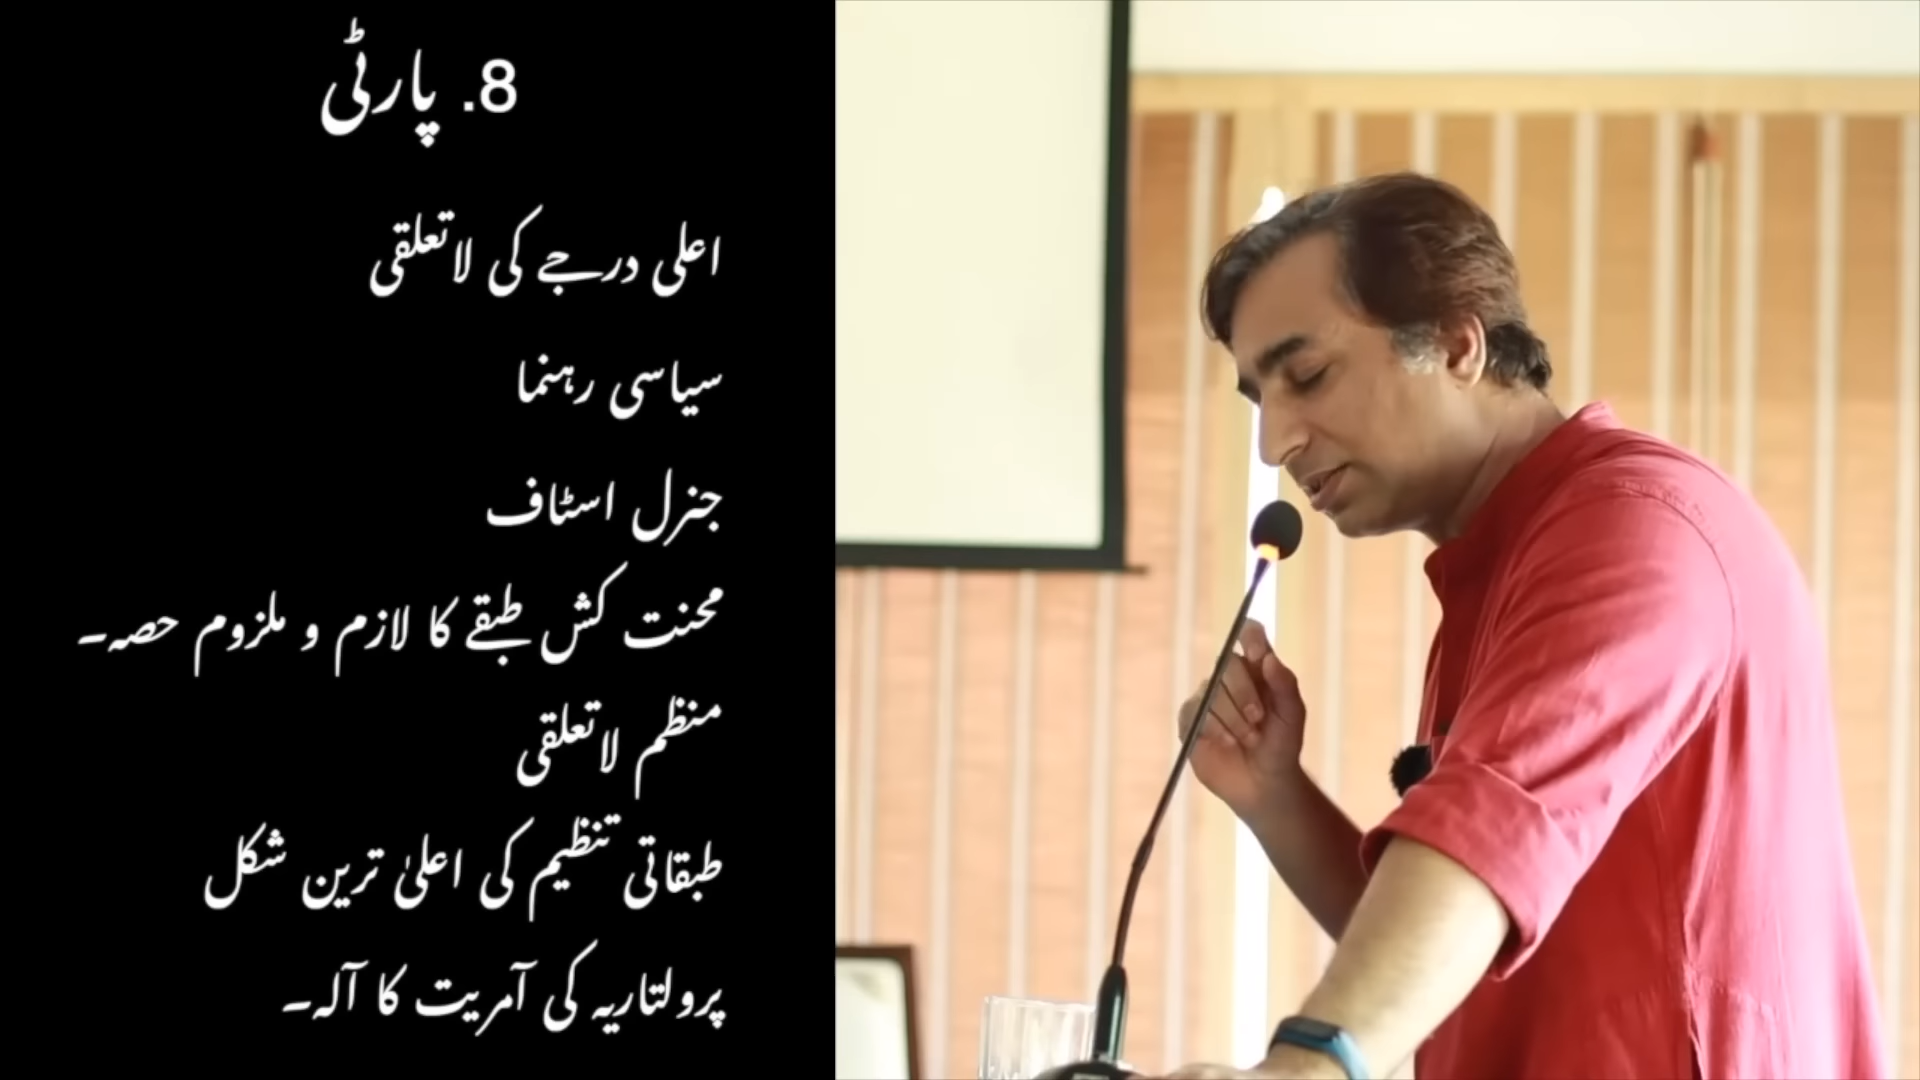 8. پارٹی
اعلی درجے کی لاتعلقی
سیاسی رہنما
جنرل اسٹاف
محنت کش طبقے کا لازم و ملزوم حصہ۔
منظم لاتعلقی
طبقاتی تنظیم کی اعلیٰ ترین شکل
پرولتاریہ کی آمریت کا آلہ۔